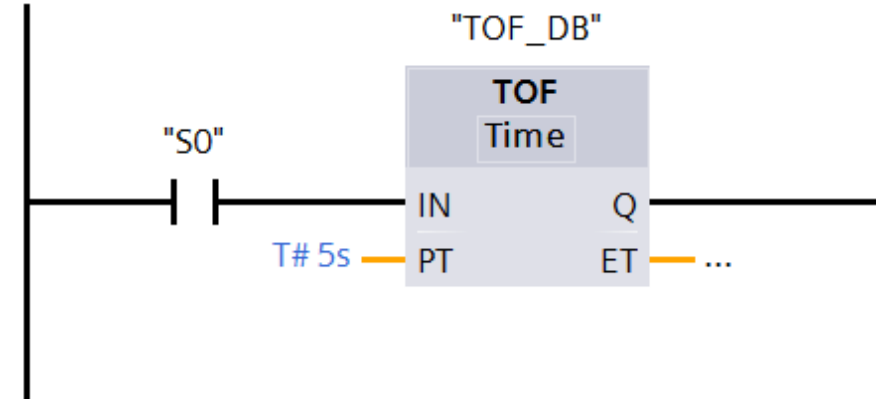 "TOF_DB"
TOF
Time
"S0"
IN
Q
T# 5s
PT
ET
...